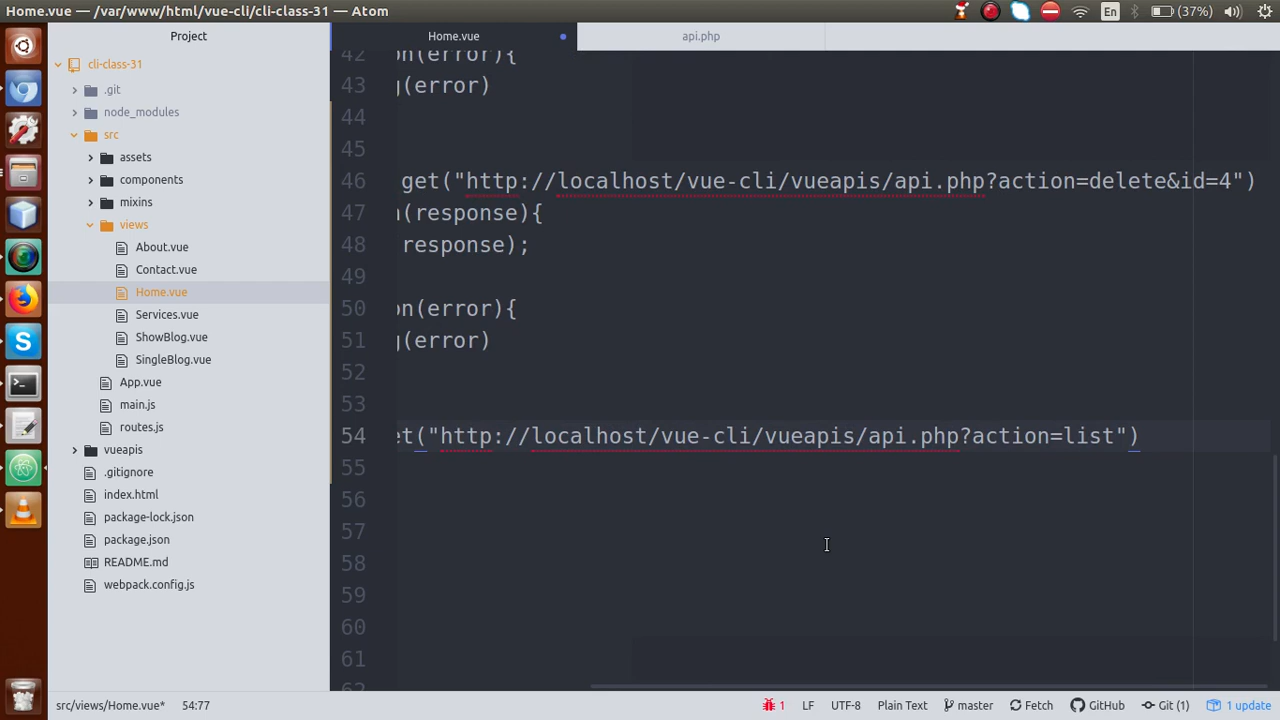 Home.vue — /var/www/html/vue-cli/cli-class-31 — Atom
En
(37%)
Project
Home.vue
api.php
cli-class-31
.git
node_modules
src
assets
components
mixins
views
About.vue
Contact.vue
Home.vue
Services.vue
ShowBlog.vue
SingleBlog.vue
App.vue
main.js
routes.js
vueapis
.gitignore
index.html
package-lock.json
package.json
README.md
webpack.config.js
42 on(error){
43 g(error)
44
45
46 get("http://localhost/vue-cli/vueapis/api.php?action=delete&id=4")
47 n(response){
48 response);
49
50 on(error){
51 g(error)
52
53
54 et("http://localhost/vue-cli/vueapis/api.php?action=list")
55
56
57
58
59
60
61
62
src/views/Home.vue* 54:77
1 LF UTF-8 Plain Text master Fetch GitHub Git (1) 1 update